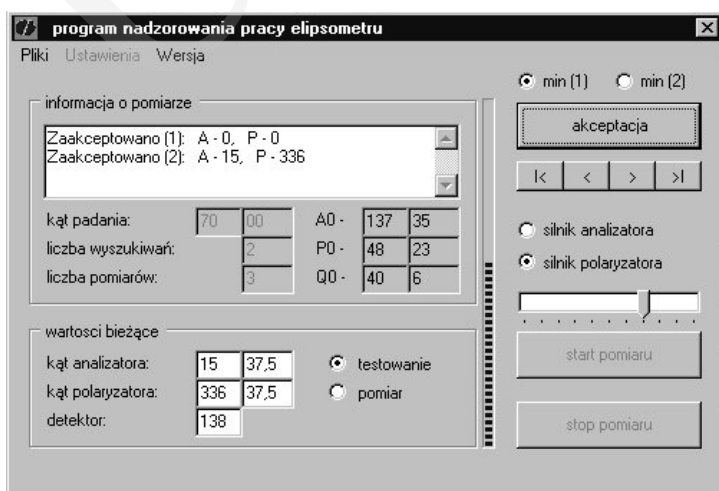 program nadzorowania pracy elipsometru
Pliki Ustawienia Wersja
informacja o pomiarze
Zaakceptowano (1): A - 0, P - 0
Zaakceptowano (2): A - 15, P - 336
kąt padania: 70 00 A0 - 137 35
liczba wyszukiwań: 2 P0 - 48 23
liczba pomiarów: 3 Q0 - 40 6
wartosci bieżące
kąt analizatora: 15 37,5 testowanie
kąt polaryzatora: 336 37,5 pomiar
detektor: 138
min (1) min (2)
akceptacja
|< < > >|
silnik analizatora
silnik polaryzatora
start pomiaru
stop pomiaru